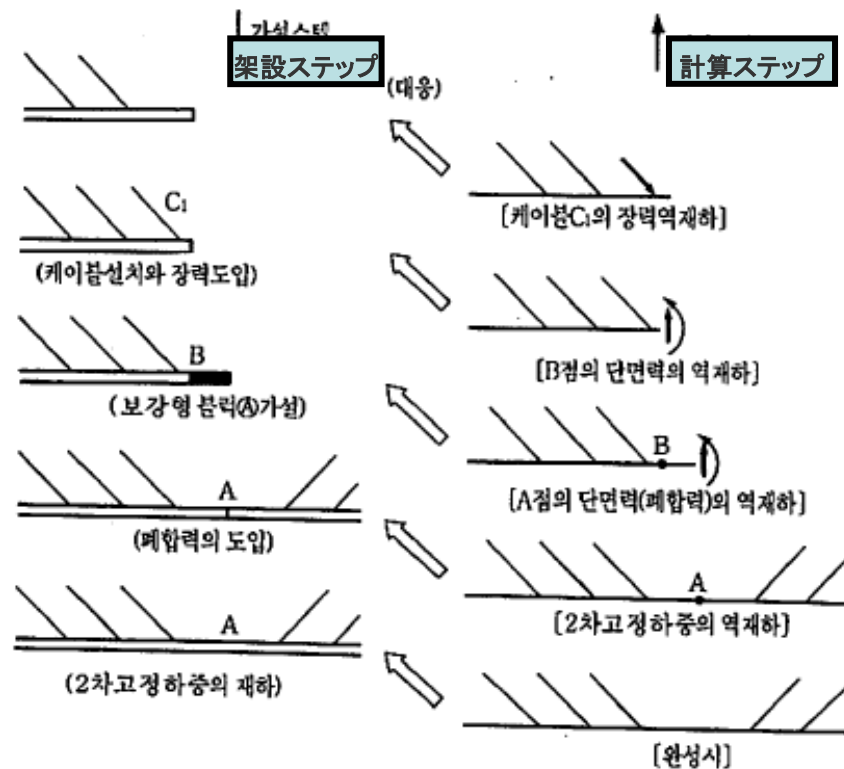 架設ステップ
計算ステップ
(대응)
C₁
(케이블설치와 장력도입)
[케이블C₁의 장력역재하]
B
(보강형 블럭Ⓐ가설)
[B점의 단면력의 역재하]
A
(폐합력의 도입)
B
[A점의 단면력(폐합력)의 역재하]
A
(2차고정하중의 재하)
A
[2차고정하중의 역재하]
[완성시]